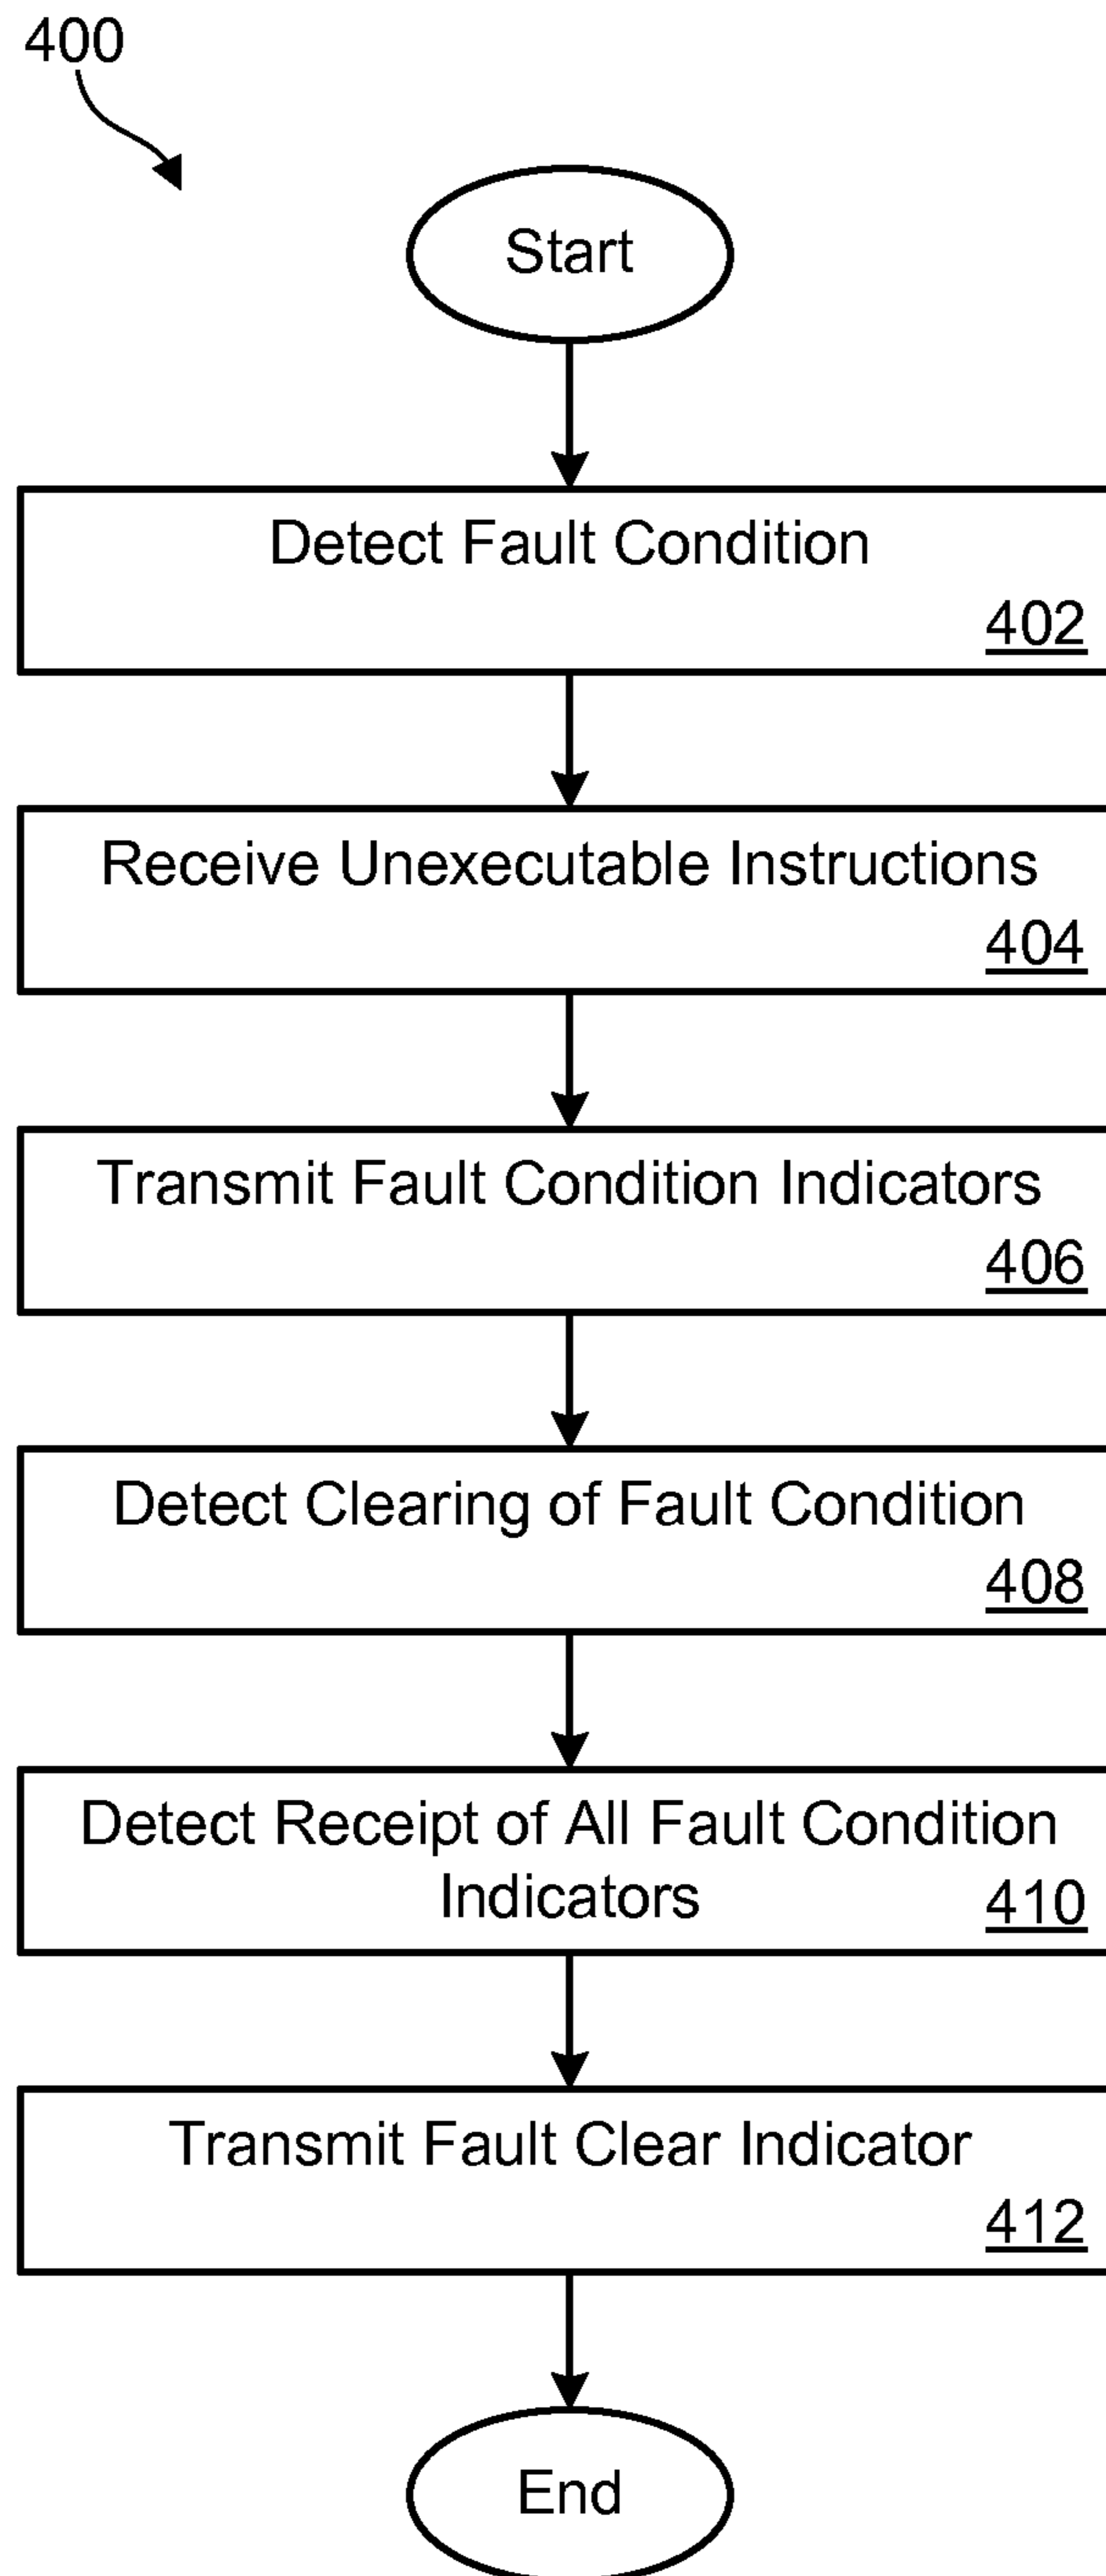 400
Start
Detect Fault Condition
402
Receive Unexecutable Instructions
404
Transmit Fault Condition Indicators
406
Detect Clearing of Fault Condition
408
Detect Receipt of All Fault Condition
Indicators
410
Transmit Fault Clear Indicator
412
End